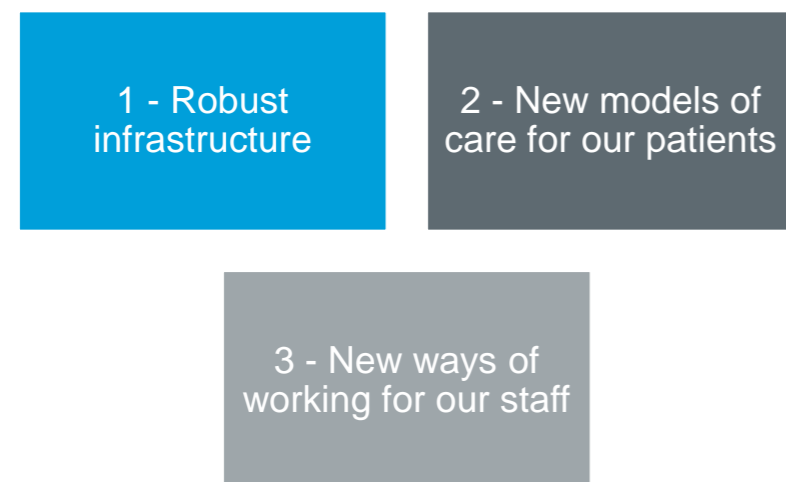 1 - Robust
infrastructure
2 - New models of
care for our patients
3 - New ways of
working for our staff